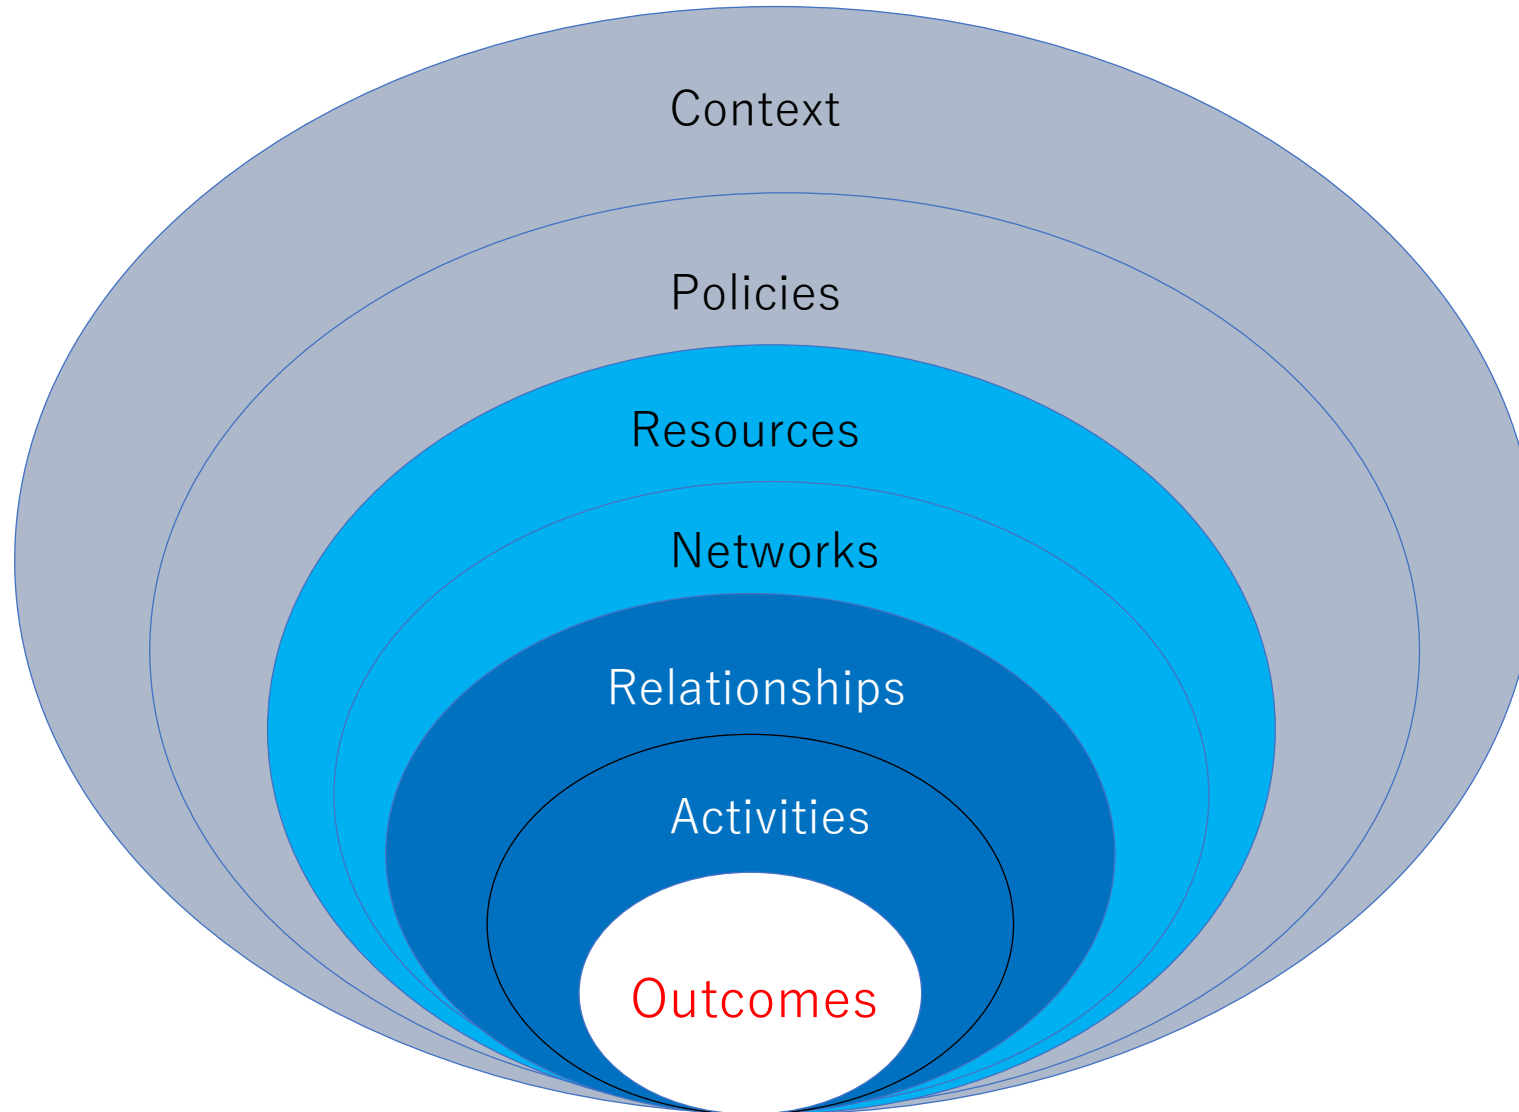 Context
Policies
Resources
Networks
Relationships
Activities
Outcomes